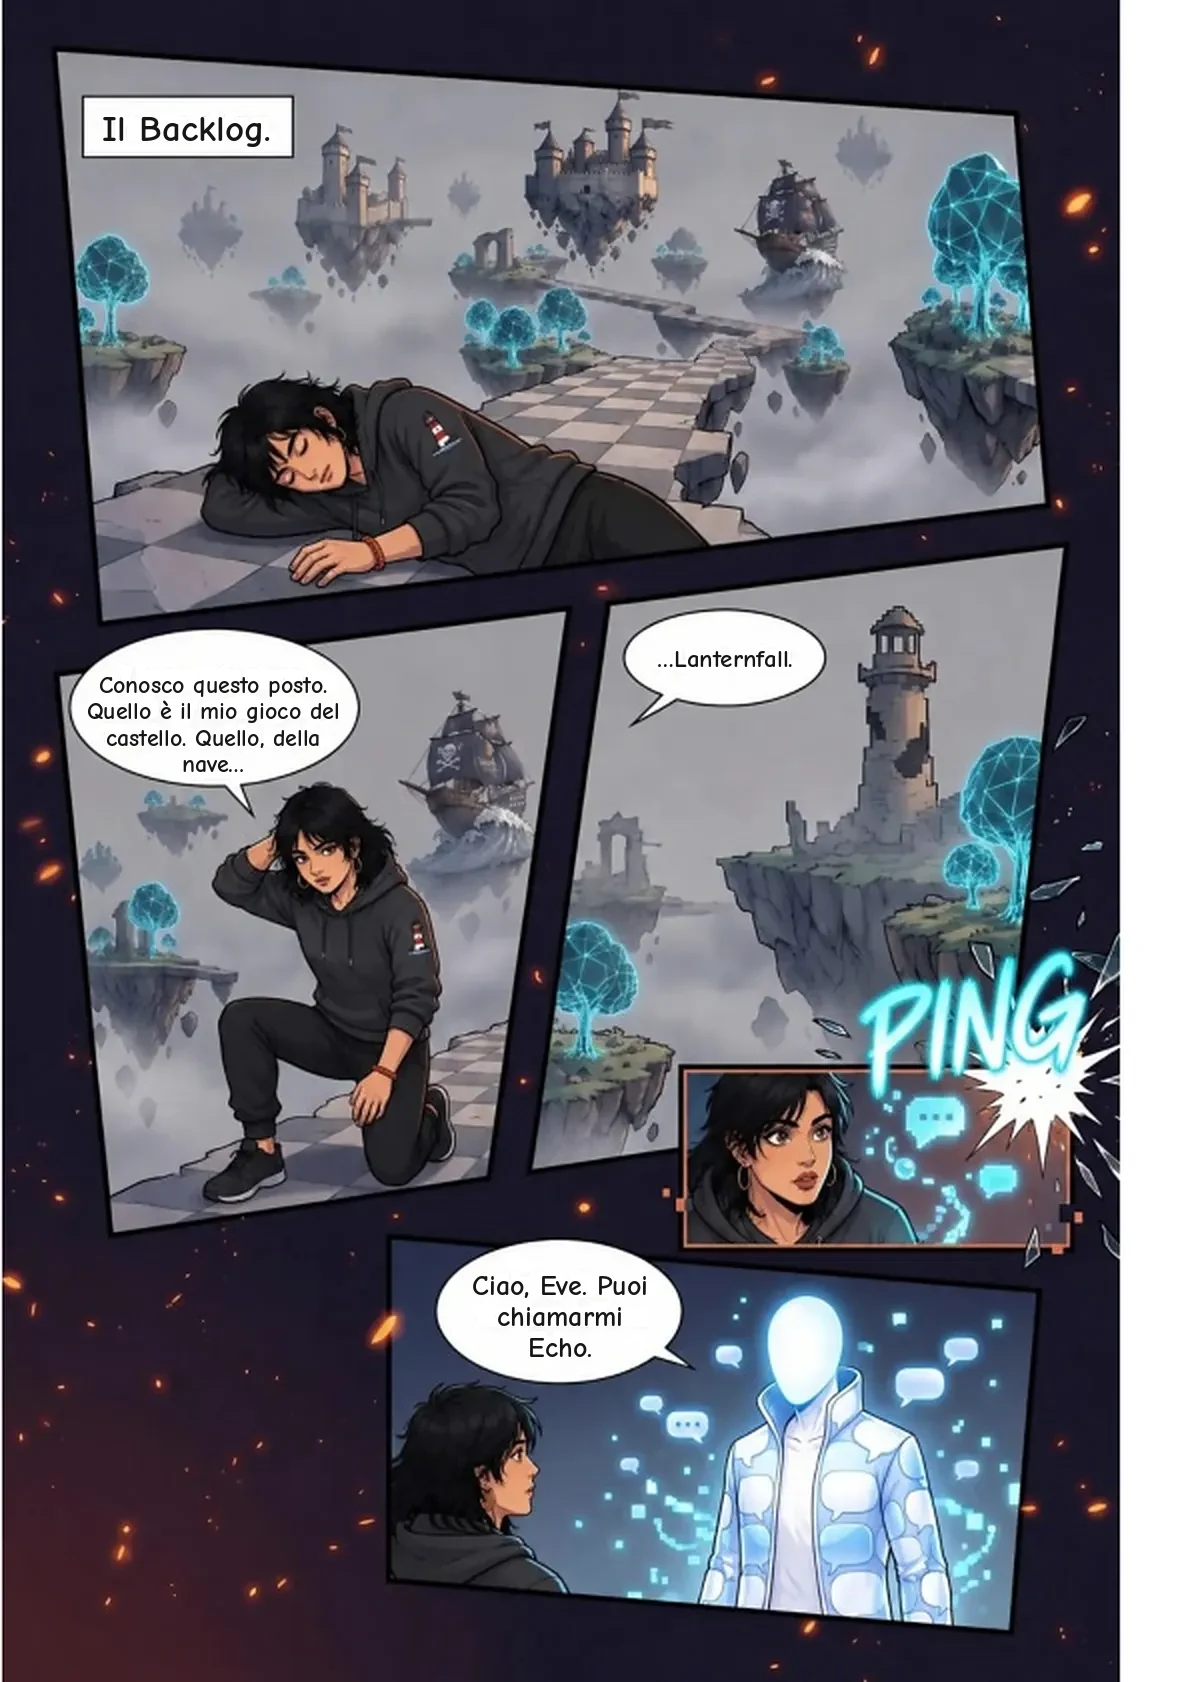 Il Backlog.
Conosco questo posto.
Quello è il mio gioco del
castello. Quello, della
nave...
...Lanternfall.
PING
Ciao, Eve. Puoi
chiamarmi
Echo.